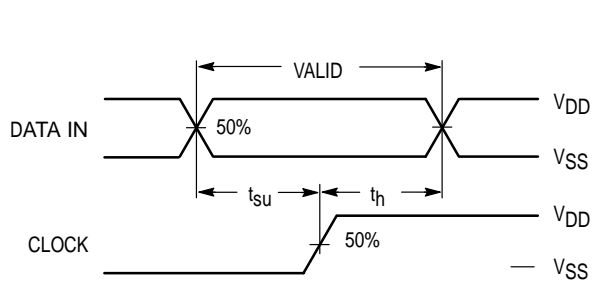 VALID
DATA IN
50%
VDD
VSS
tsu
th
CLOCK
50%
VDD
VSS